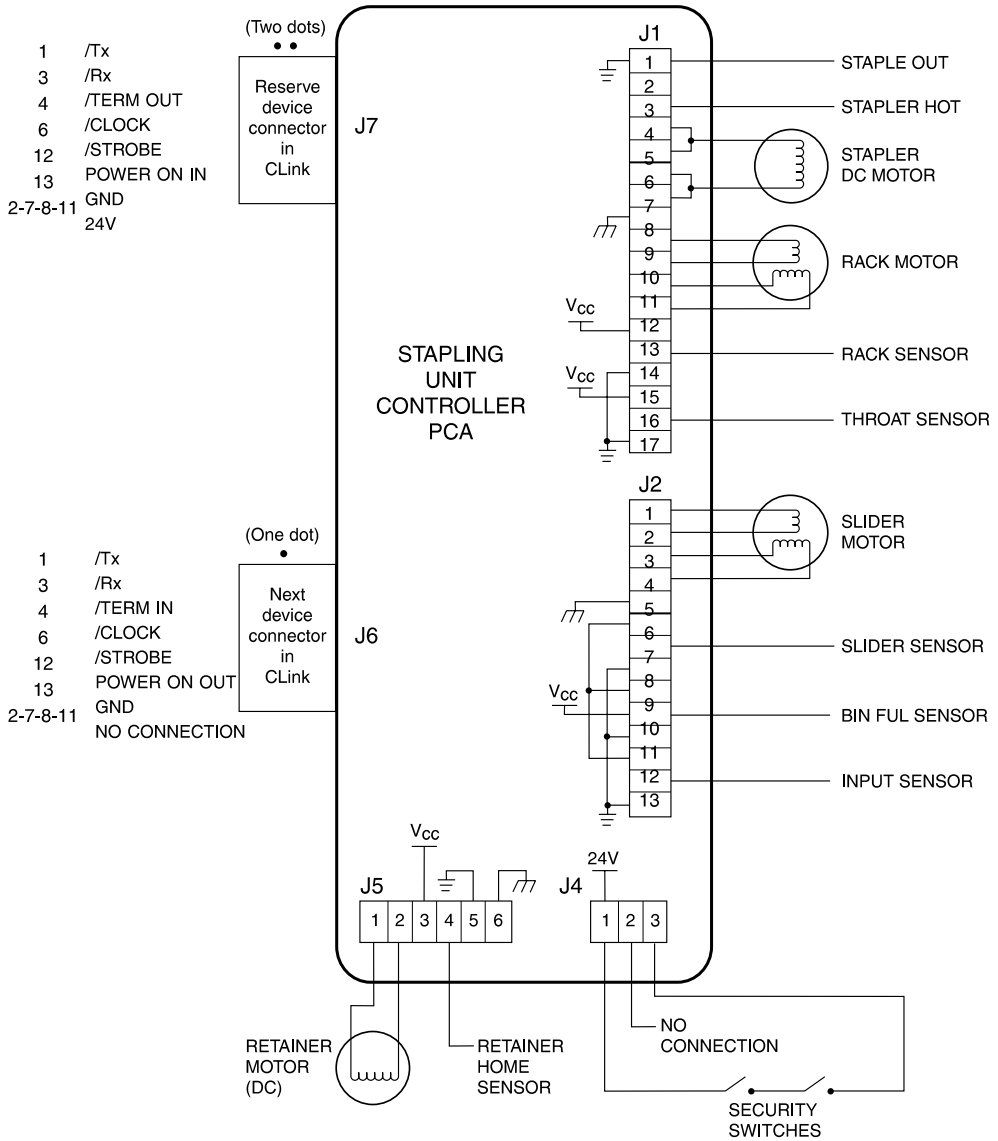 (Two dots)
1 /Tx
3 /Rx
4 /TERM OUT
6 /CLOCK
12 /STROBE
13 POWER ON IN
2-7-8-11 GND
24V
Reserve
device
connector
in
CLink
J7
J1
1
2
3
4
5
6
7
8
9
10
11
12
13
14
15
16
17
VCC
VCC
STAPLE OUT
STAPLER HOT
STAPLER
DC MOTOR
RACK MOTOR
RACK SENSOR
THROAT SENSOR
STAPLING
UNIT
CONTROLLER
PCA
(One dot)
1 /Tx
3 /Rx
4 /TERM IN
6 /CLOCK
12 /STROBE
13 POWER ON OUT
2-7-8-11 GND
NO CONNECTION
Next
device
connector
in
CLink
J6
J2
1
2
3
4
5
6
7
8
9
10
11
12
13
VCC
SLIDER
MOTOR
SLIDER SENSOR
BIN FUL SENSOR
INPUT SENSOR
VCC
J5
1 2 3 4 5 6
24V
J4
1 2 3
RETAINER
MOTOR
(DC)
RETAINER
HOME
SENSOR
NO
CONNECTION
SECURITY
SWITCHES